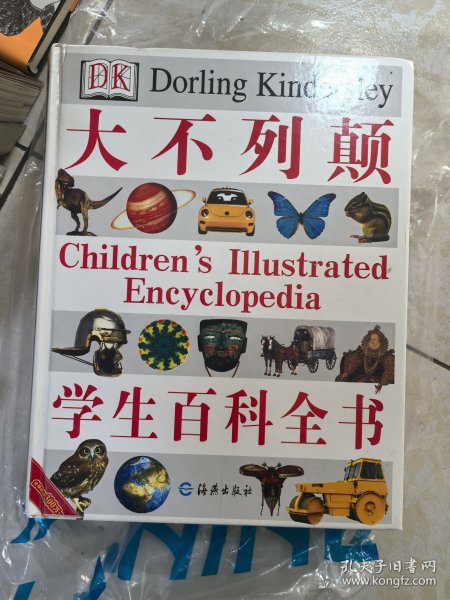 DK Dorling Kindersley
大不列颠
Children's Illustrated
Encyclopedia
学生百科全书
海燕出版社
孔夫子旧书网
www.kongfz.com